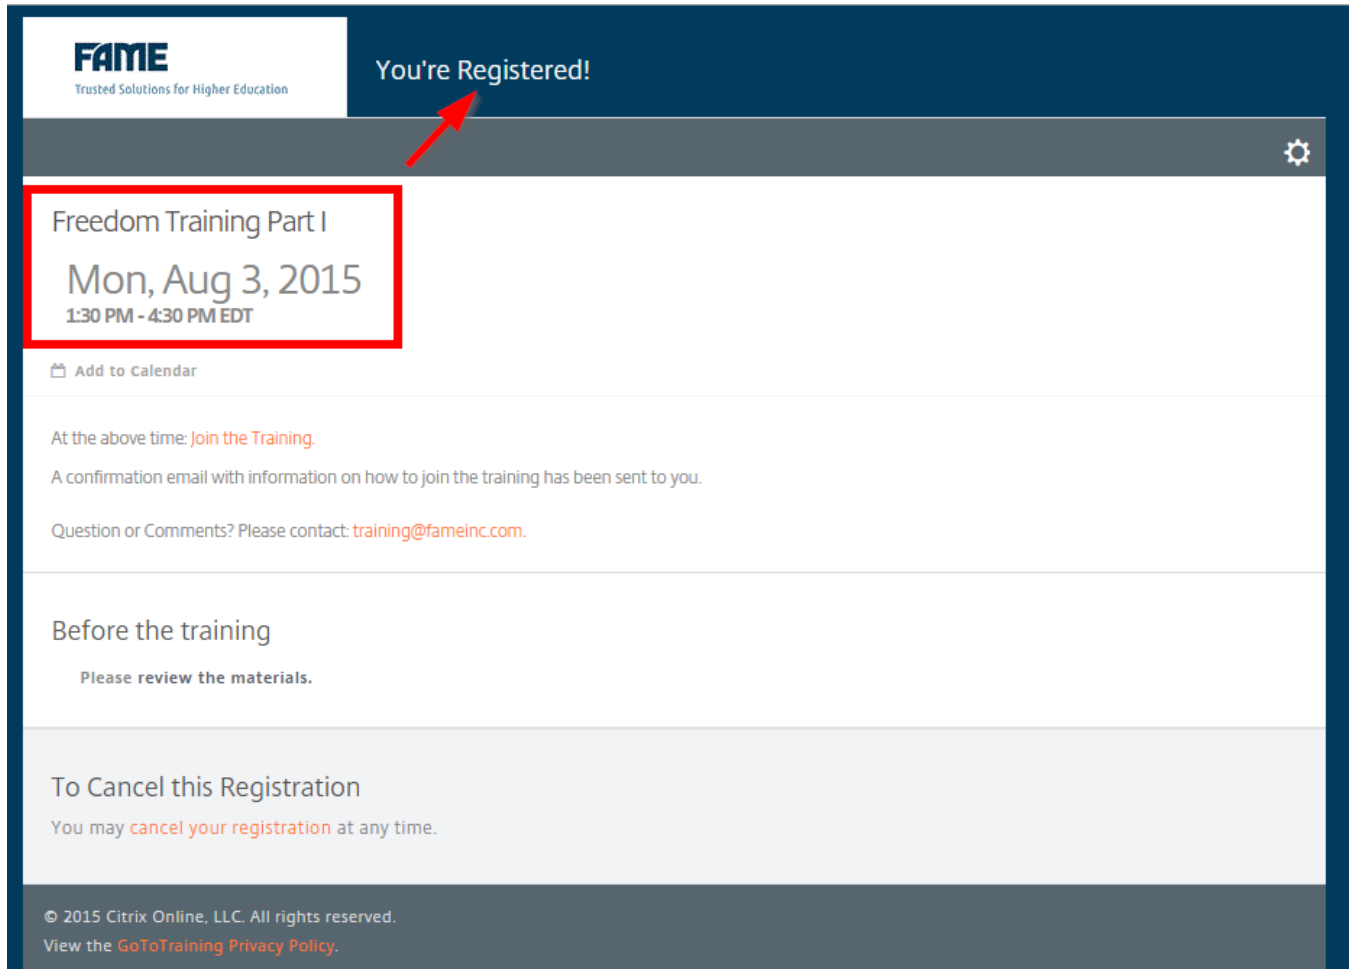 FAME
Trusted Solutions for Higher Education
You're Registered!
Freedom Training Part I
Mon, Aug 3, 2015
1:30 PM - 4:30 PM EDT
Add to Calendar
At the above time: Join the Training.
A confirmation email with information on how to join the training has been sent to you.
Question or Comments? Please contact: training@fameinc.com.
Before the training
Please review the materials.
To Cancel this Registration
You may cancel your registration at any time.
© 2015 Citrix Online, LLC. All rights reserved.
View the GoToTraining Privacy Policy.